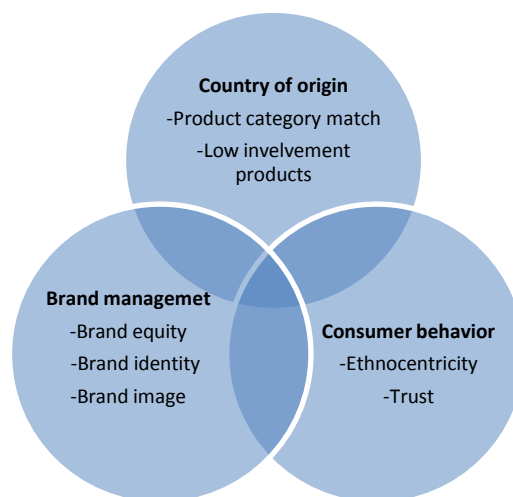 Country of origin
-Product category match
-Low invelvement
products
Brand managemet
-Brand equity
-Brand identity
-Brand image
Consumer behavior
-Ethnocentricity
-Trust